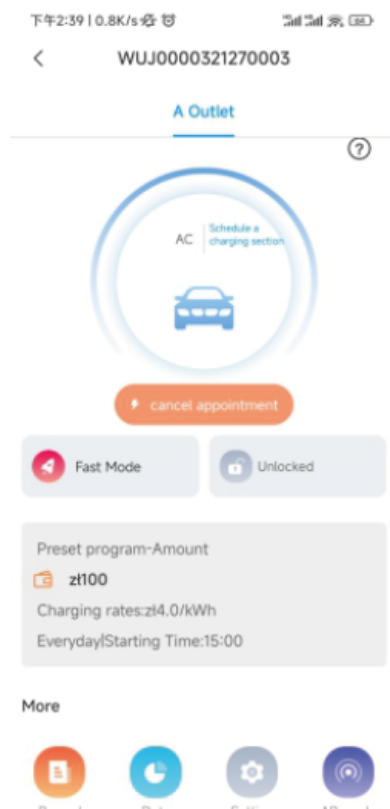 下午2:39 | 0.8K/s
WUJ0000321270003
A Outlet
?
AC
Schedule a
charging section
cancel appointment
Fast Mode
Unlocked
Preset program-Amount
zł100
Charging rates:zł4.0/kWh
Everyday|Starting Time:15:00
More